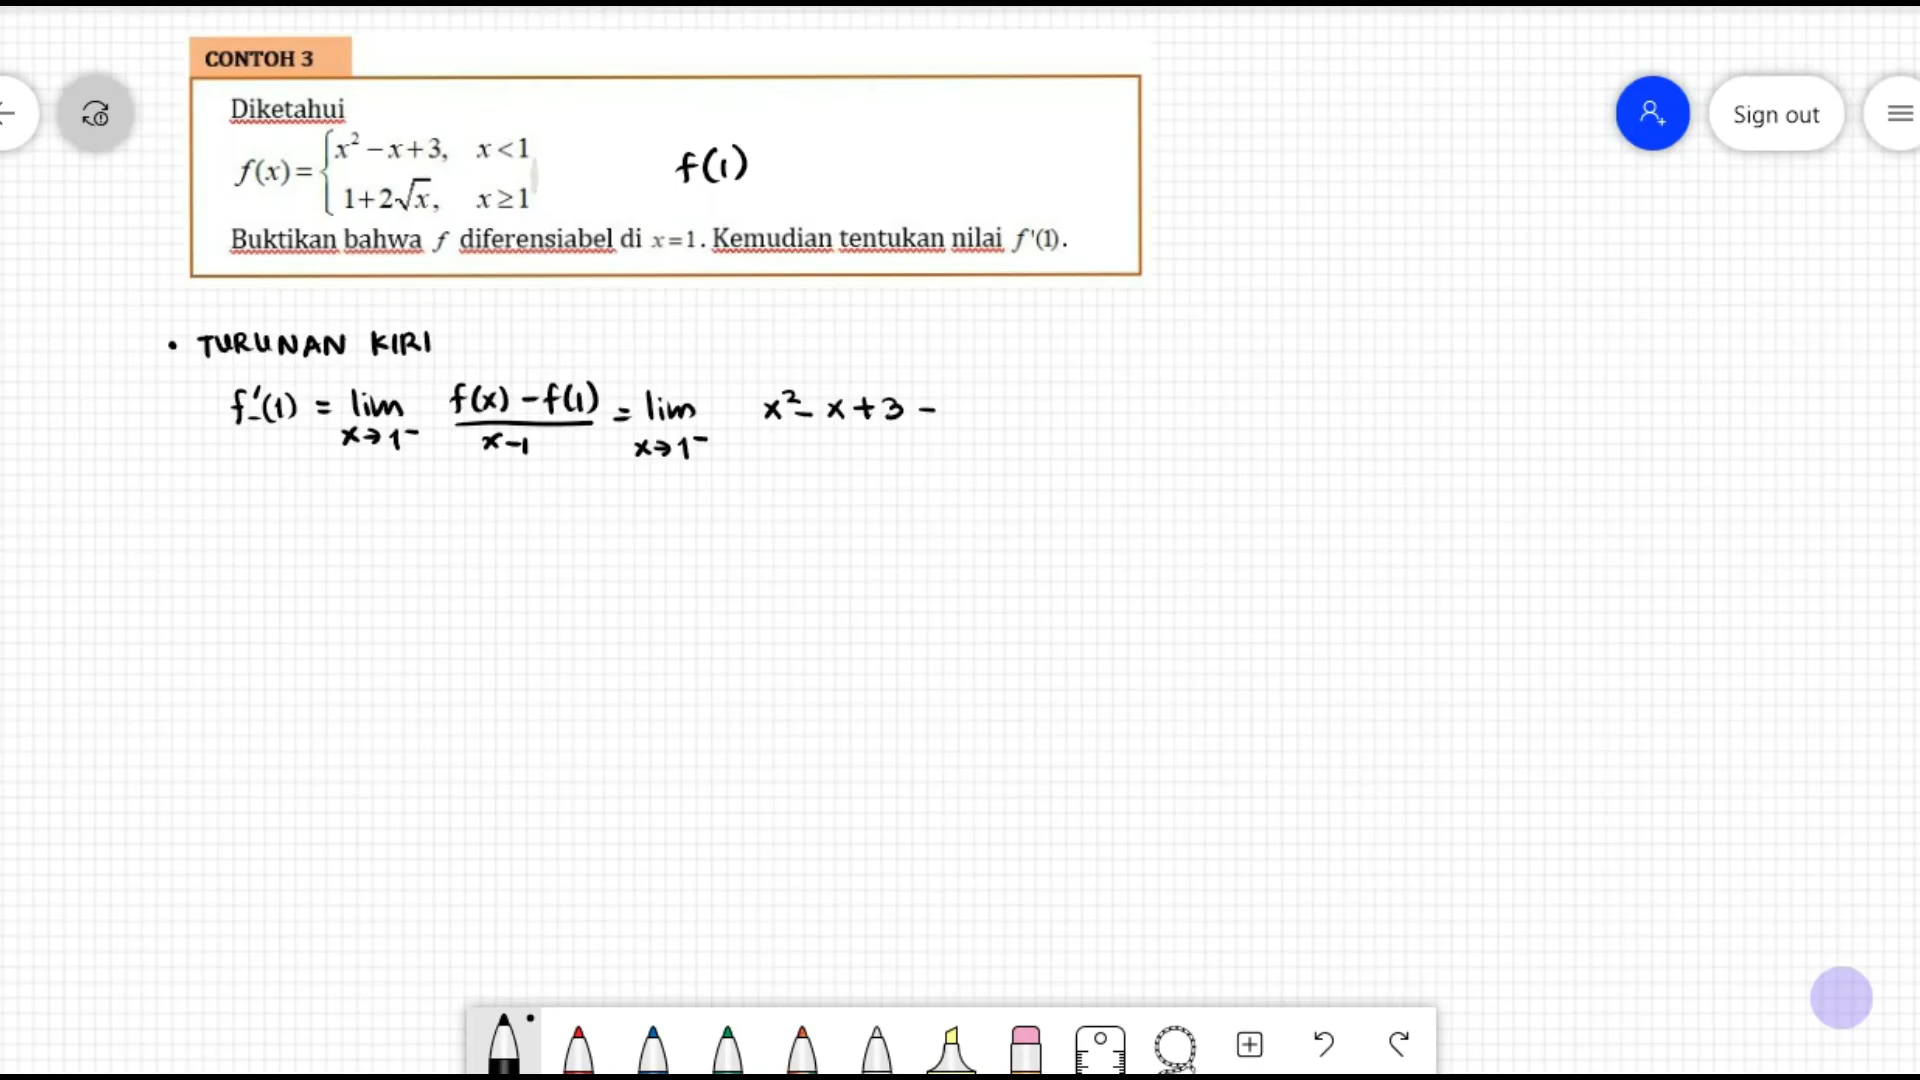 CONTOH 3
Diketahui
f(x) = { x² − x + 3, x < 1
1 + 2√x, x ≥ 1
f(1)
Buktikan bahwa f diferensiabel di x = 1. Kemudian tentukan nilai f'(1).
Sign out
• TURUNAN KIRI
f₋'(1) = lim x→1⁻ (f(x) − f(1))/(x − 1) = lim x→1⁻ x² − x + 3 −